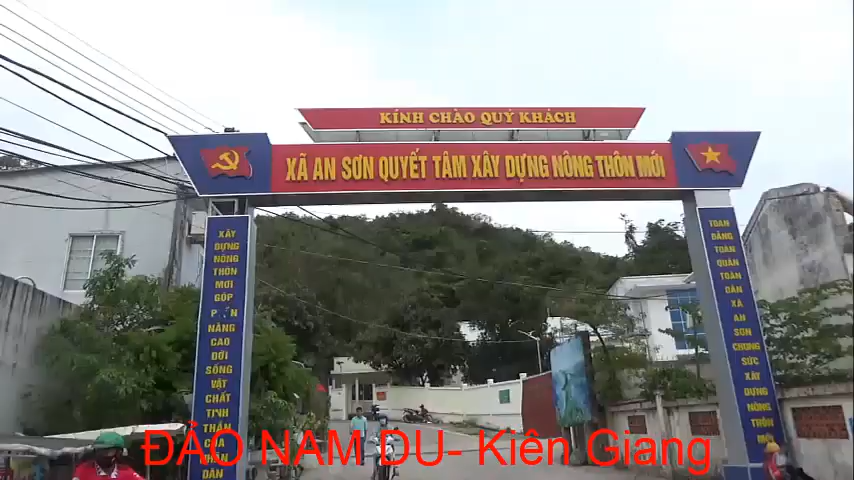 KÍNH CHÀO QUÝ KHÁCH
XÃ AN SƠN QUYẾT TÂM XÂY DỰNG NÔNG THÔN MỚI
XÂY
DỰNG
NÔNG
THÔN
MỚI
GÓP
NÂNG
CAO
ĐỜI
SỐNG
VẬT
CHẤT
TINH
THẦN
CỦA
NHÂN
DÂN
TOÀN
ĐẢNG
TOÀN
QUÂN
TOÀN
DÂN
XÃ
AN
SƠN
CHUNG
SỨC
XÂY
DỰNG
NÔNG
THÔN
MỚI
ĐẢO NAM DU- Kiên Giang